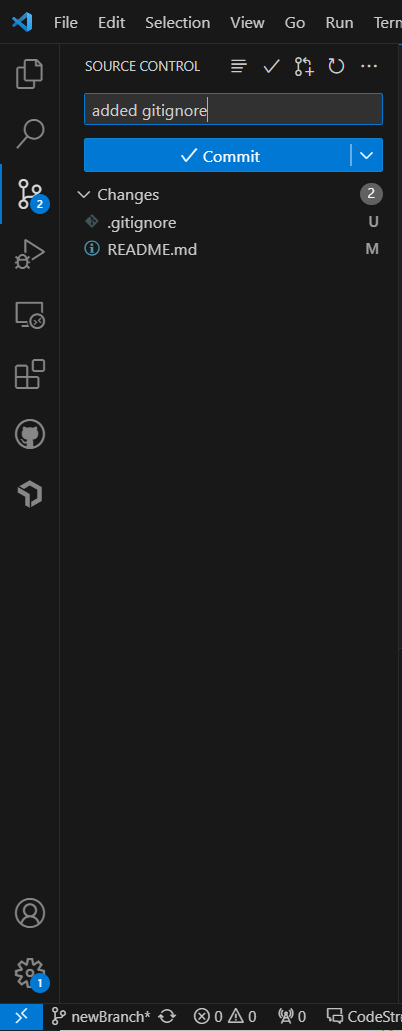 File Edit Selection View Go Run Term
SOURCE CONTROL
added gitignore
Commit
Changes 2
.gitignore U
README.md M
2
1
newBranch* 0 0 0 CodeStr